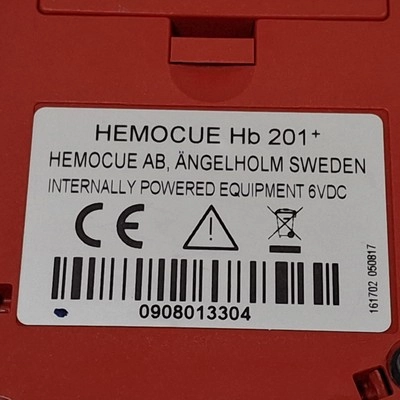 HEMOCUE Hb 201+
HEMOCUE AB, ÄNGELHOLM SWEDEN
INTERNALLY POWERED EQUIPMENT 6VDC
CE
0908013304
161702 050817